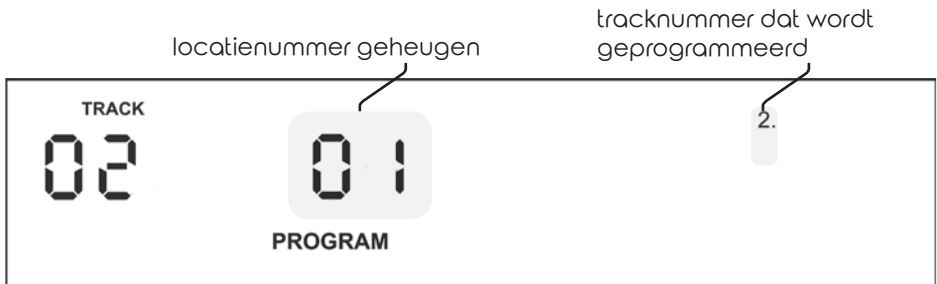 tracknummer dat wordt
geprogrammeerd
locatienummer geheugen
TRACK
02
01
2.
PROGRAM